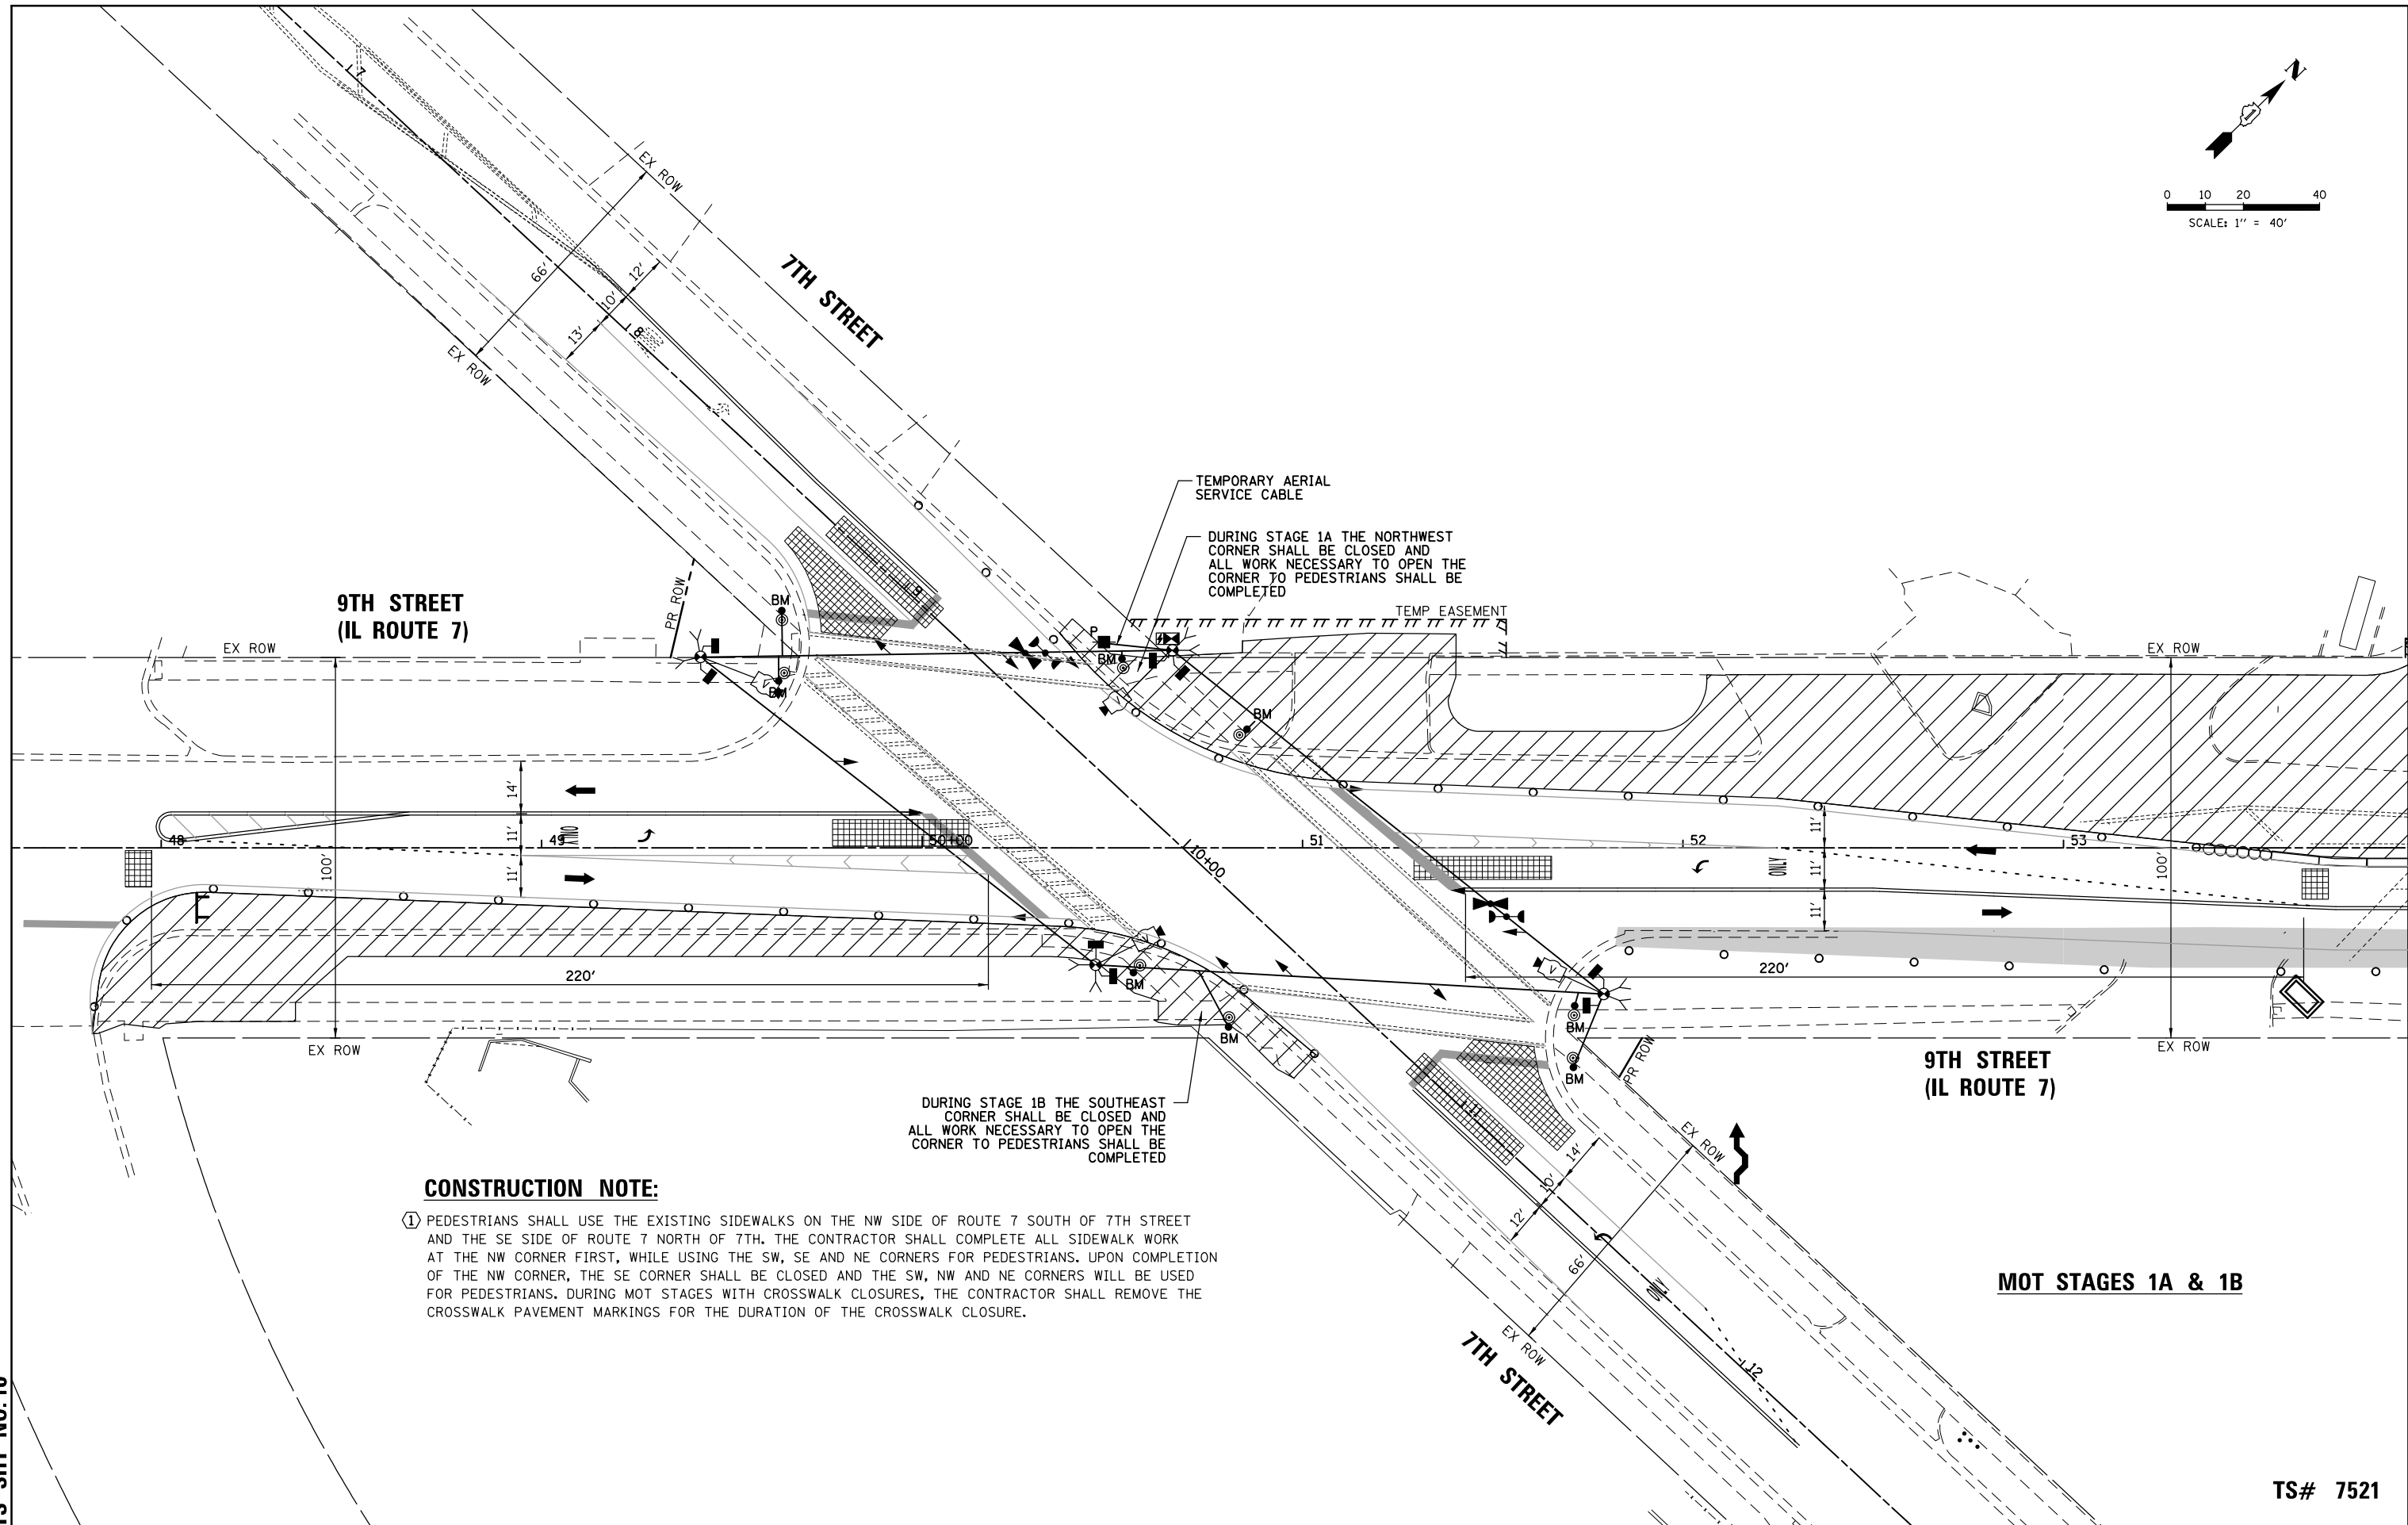 N
1
0 10 20 40
SCALE: 1" = 40'
7
EX ROW
66'
12'
10'
13'
8
EX ROW
7TH STREET
TEMPORARY AERIAL
SERVICE CABLE
DURING STAGE 1A THE NORTHWEST
CORNER SHALL BE CLOSED AND
ALL WORK NECESSARY TO OPEN THE
CORNER TO PEDESTRIANS SHALL BE
COMPLETED
9TH STREET
(IL ROUTE 7)
PR ROW
BM
9
P
BM
TEMP EASEMENT
EX ROW
EX ROW
V
BM
BM
14'
11'
11'
100'
48
49
ONLY
50+00
10+00
51
52
ONLY
53
11'
11'
11'
100'
220'
220'
BM
BM
V
BM
BM
EX ROW
EX ROW
PR ROW
9TH STREET
(IL ROUTE 7)
DURING STAGE 1B THE SOUTHEAST
CORNER SHALL BE CLOSED AND
ALL WORK NECESSARY TO OPEN THE
CORNER TO PEDESTRIANS SHALL BE
COMPLETED
11
14'
10'
12'
66'
EX ROW
CONSTRUCTION NOTE:
1 PEDESTRIANS SHALL USE THE EXISTING SIDEWALKS ON THE NW SIDE OF ROUTE 7 SOUTH OF 7TH STREET
AND THE SE SIDE OF ROUTE 7 NORTH OF 7TH. THE CONTRACTOR SHALL COMPLETE ALL SIDEWALK WORK
AT THE NW CORNER FIRST, WHILE USING THE SW, SE AND NE CORNERS FOR PEDESTRIANS. UPON COMPLETION
OF THE NW CORNER, THE SE CORNER SHALL BE CLOSED AND THE SW, NW AND NE CORNERS WILL BE USED
FOR PEDESTRIANS. DURING MOT STAGES WITH CROSSWALK CLOSURES, THE CONTRACTOR SHALL REMOVE THE
CROSSWALK PAVEMENT MARKINGS FOR THE DURATION OF THE CROSSWALK CLOSURE.
ONLY
EX ROW
12
7TH STREET
MOT STAGES 1A & 1B
TS# 7521